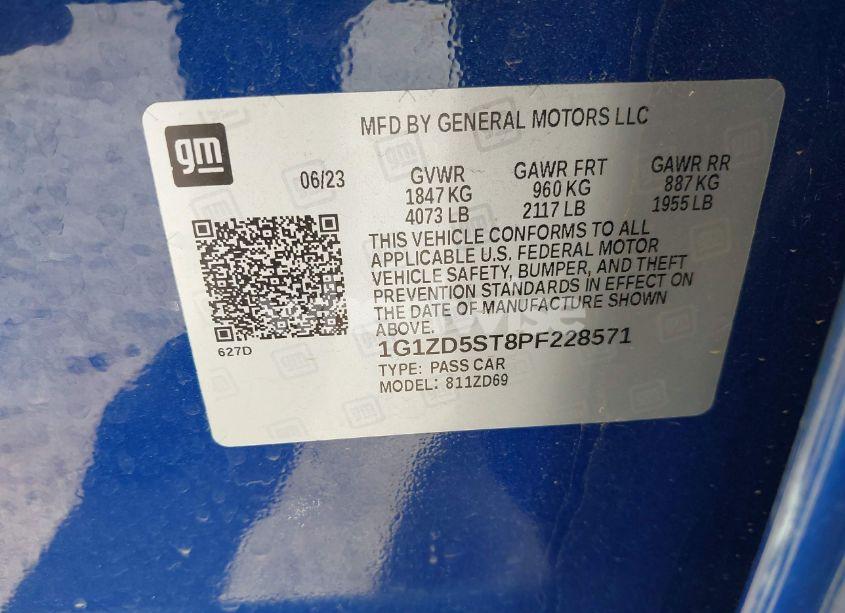 gm
MFD BY GENERAL MOTORS LLC
06/23
GVWR
1847 KG
4073 LB
GAWR FRT
960 KG
2117 LB
GAWR RR
887 KG
1955 LB
THIS VEHICLE CONFORMS TO ALL
APPLICABLE U.S. FEDERAL MOTOR
VEHICLE SAFETY, BUMPER, AND THEFT
PREVENTION STANDARDS IN EFFECT ON
THE DATE OF MANUFACTURE SHOWN
ABOVE.
627D
1G1ZD5ST8PF228571
TYPE: PASS CAR
MODEL: 811ZD69